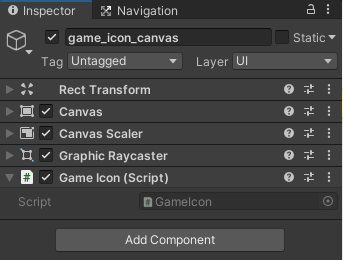 Inspector
Navigation
game_icon_canvas
Static
Tag Untagged Layer UI
Rect Transform
Canvas
Canvas Scaler
Graphic Raycaster
Game Icon (Script)
Script GameIcon
Add Component